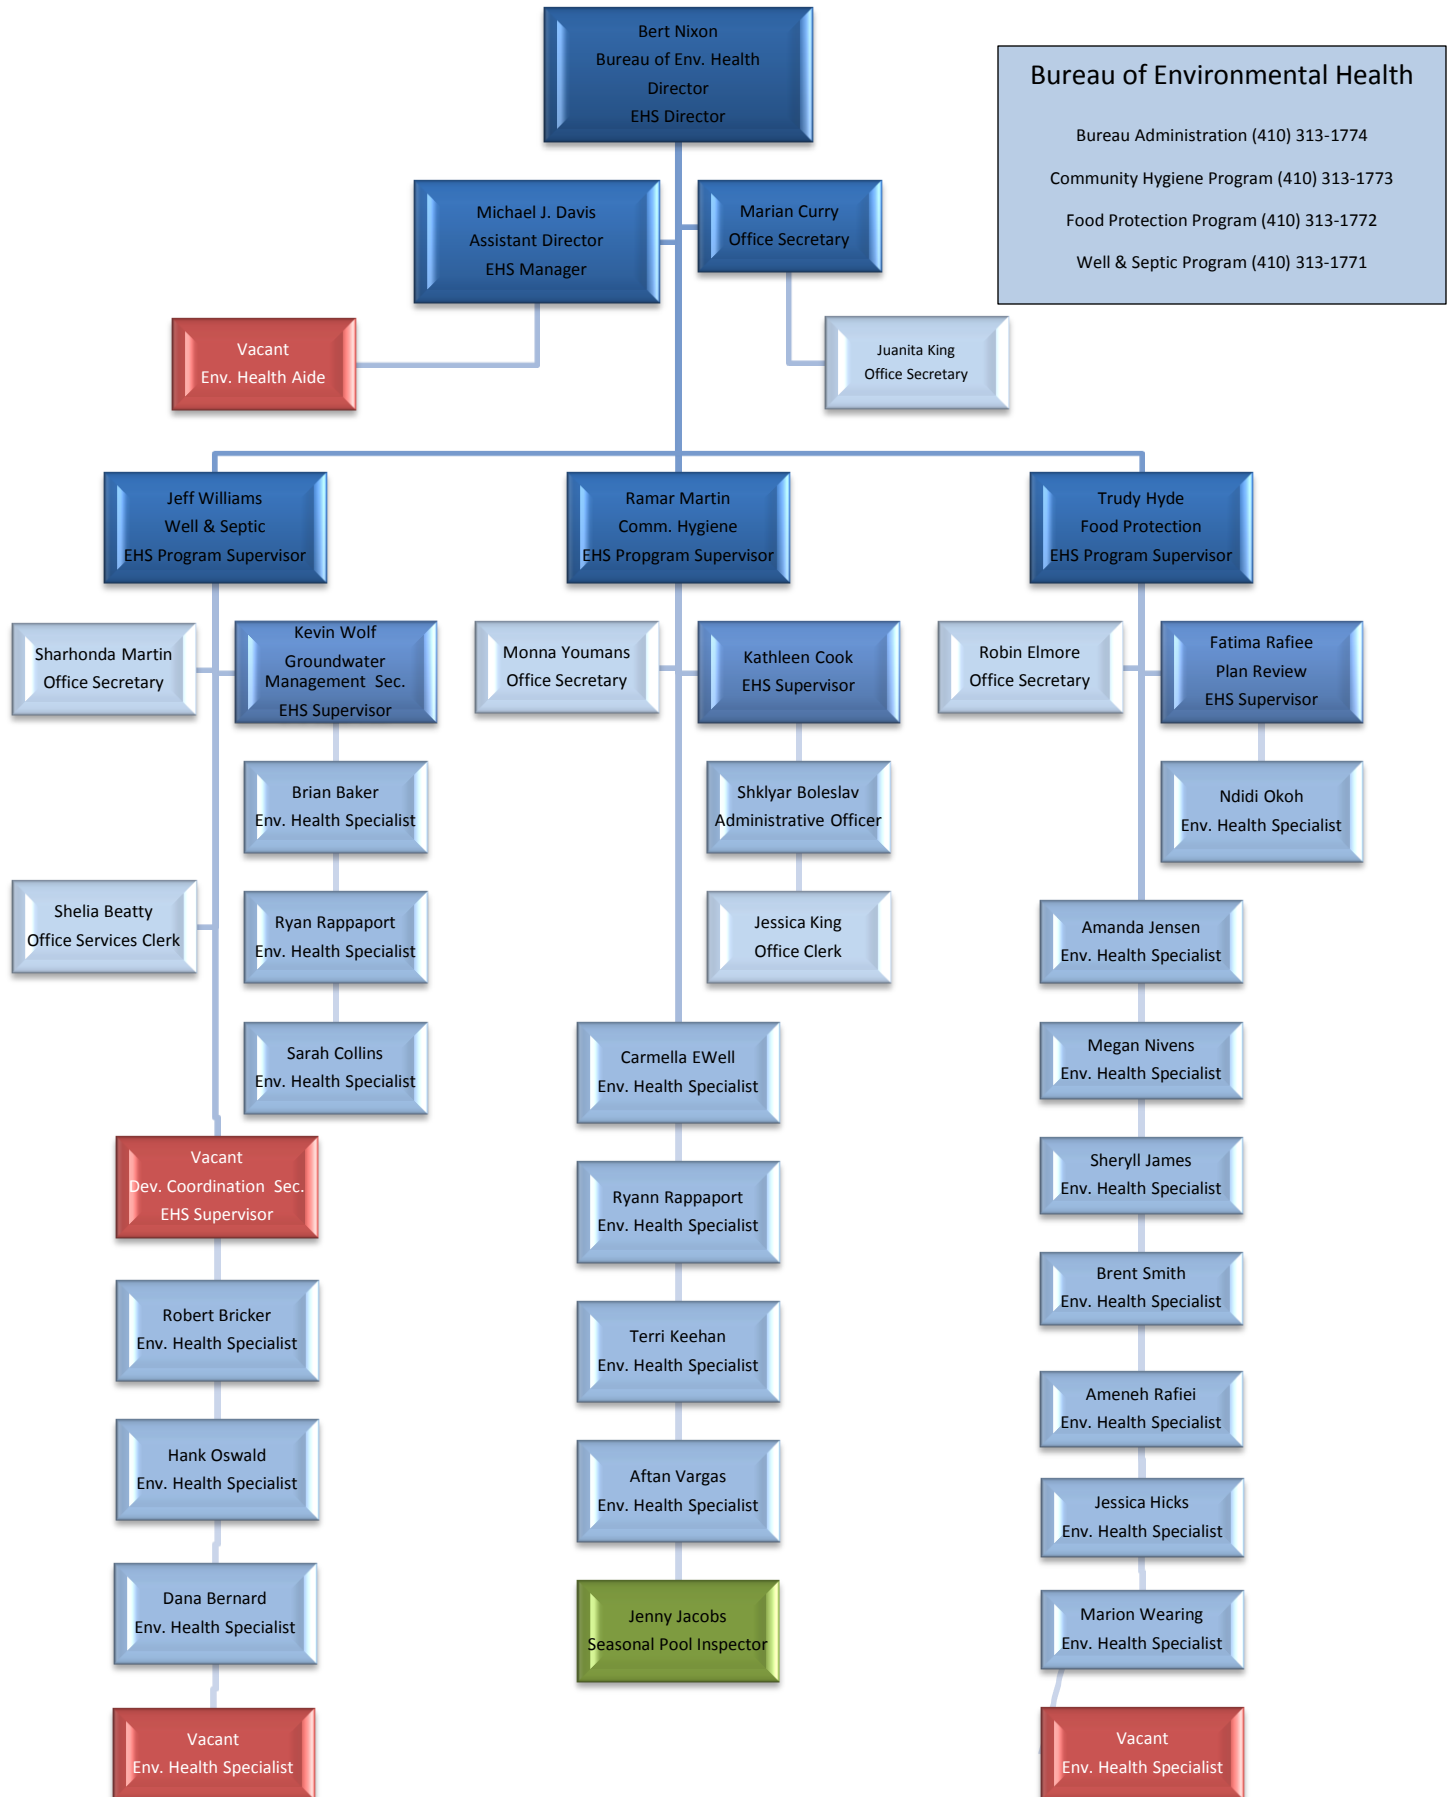 Bert Nixon
Bureau of Env. Health
Director
EHS Director
Bureau of Environmental Health
Bureau Administration (410) 313-1774
Community Hygiene Program (410) 313-1773
Food Protection Program (410) 313-1772
Well & Septic Program (410) 313-1771
Michael J. Davis
Assistant Director
EHS Manager
Marian Curry
Office Secretary
Vacant
Env. Health Aide
Juanita King
Office Secretary
Jeff Williams
Well & Septic
EHS Program Supervisor
Ramar Martin
Comm. Hygiene
EHS Propgram Supervisor
Trudy Hyde
Food Protection
EHS Program Supervisor
Sharhonda Martin
Office Secretary
Kevin Wolf
Groundwater
Management Sec.
EHS Supervisor
Brian Baker
Env. Health Specialist
Ryan Rappaport
Env. Health Specialist
Sarah Collins
Env. Health Specialist
Shelia Beatty
Office Services Clerk
Vacant
Dev. Coordination Sec.
EHS Supervisor
Robert Bricker
Env. Health Specialist
Hank Oswald
Env. Health Specialist
Dana Bernard
Env. Health Specialist
Vacant
Env. Health Specialist
Monna Youmans
Office Secretary
Kathleen Cook
EHS Supervisor
Shklyar Boleslav
Administrative Officer
Jessica King
Office Clerk
Carmella EWell
Env. Health Specialist
Ryann Rappaport
Env. Health Specialist
Terri Keehan
Env. Health Specialist
Aftan Vargas
Env. Health Specialist
Jenny Jacobs
Seasonal Pool Inspector
Robin Elmore
Office Secretary
Fatima Rafiee
Plan Review
EHS Supervisor
Ndidi Okoh
Env. Health Specialist
Amanda Jensen
Env. Health Specialist
Megan Nivens
Env. Health Specialist
Sheryll James
Env. Health Specialist
Brent Smith
Env. Health Specialist
Ameneh Rafiei
Env. Health Specialist
Jessica Hicks
Env. Health Specialist
Marion Wearing
Env. Health Specialist
Vacant
Env. Health Specialist